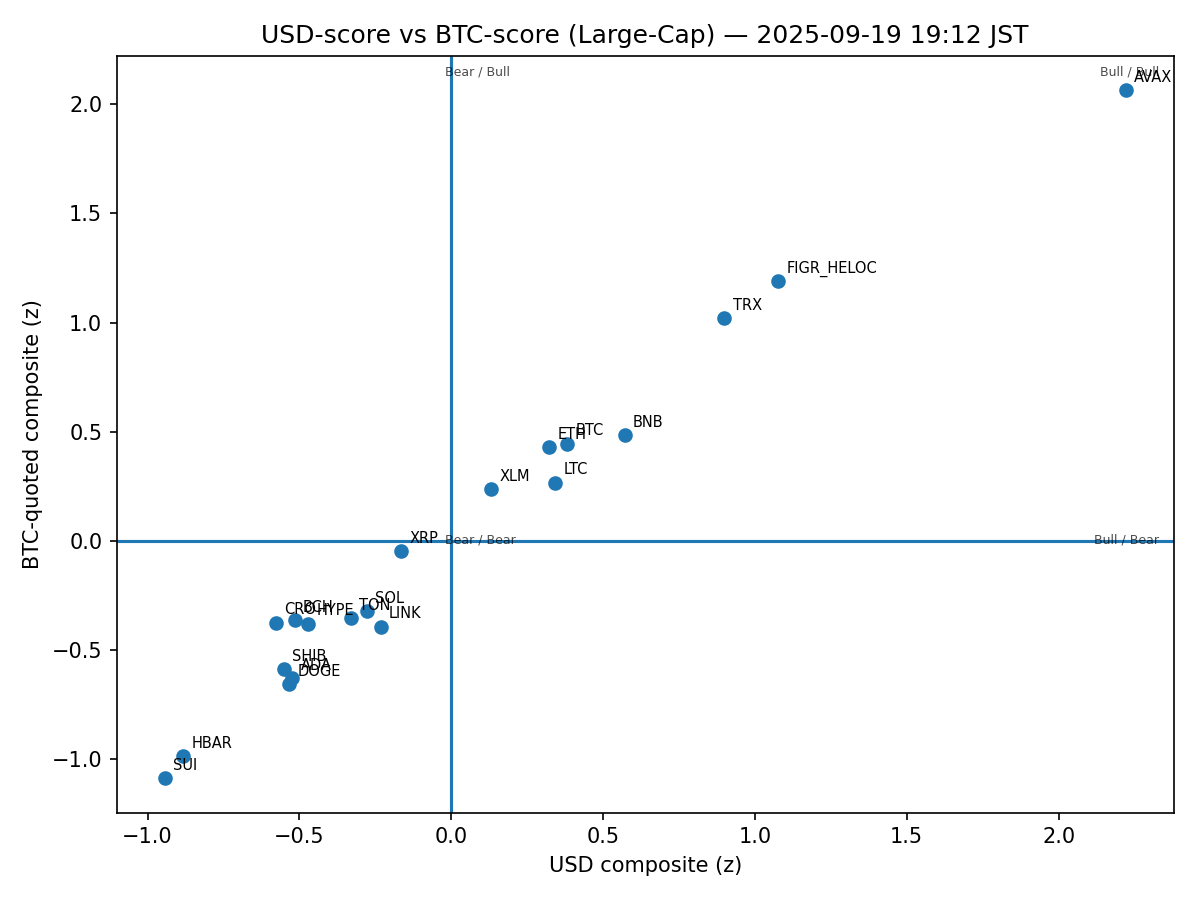 USD-score vs BTC-score (Large-Cap) — 2025-09-19 19:12 JST
Bear / Bull
Bull / Bull
AVAX
2.0
1.5
FIGR_HELOC
TRX
1.0
BNB
BTC
ETH
0.5
LTC
XLM
XRP
Bear / Bear
Bull / Bear
0.0
SOL
TON
LINK
CRO
BCH
HYPE
−0.5
SHIB
ADA
DOGE
HBAR
−1.0
SUI
−1.0
−0.5
0.0
0.5
1.0
1.5
2.0
USD composite (z)
BTC-quoted composite (z)